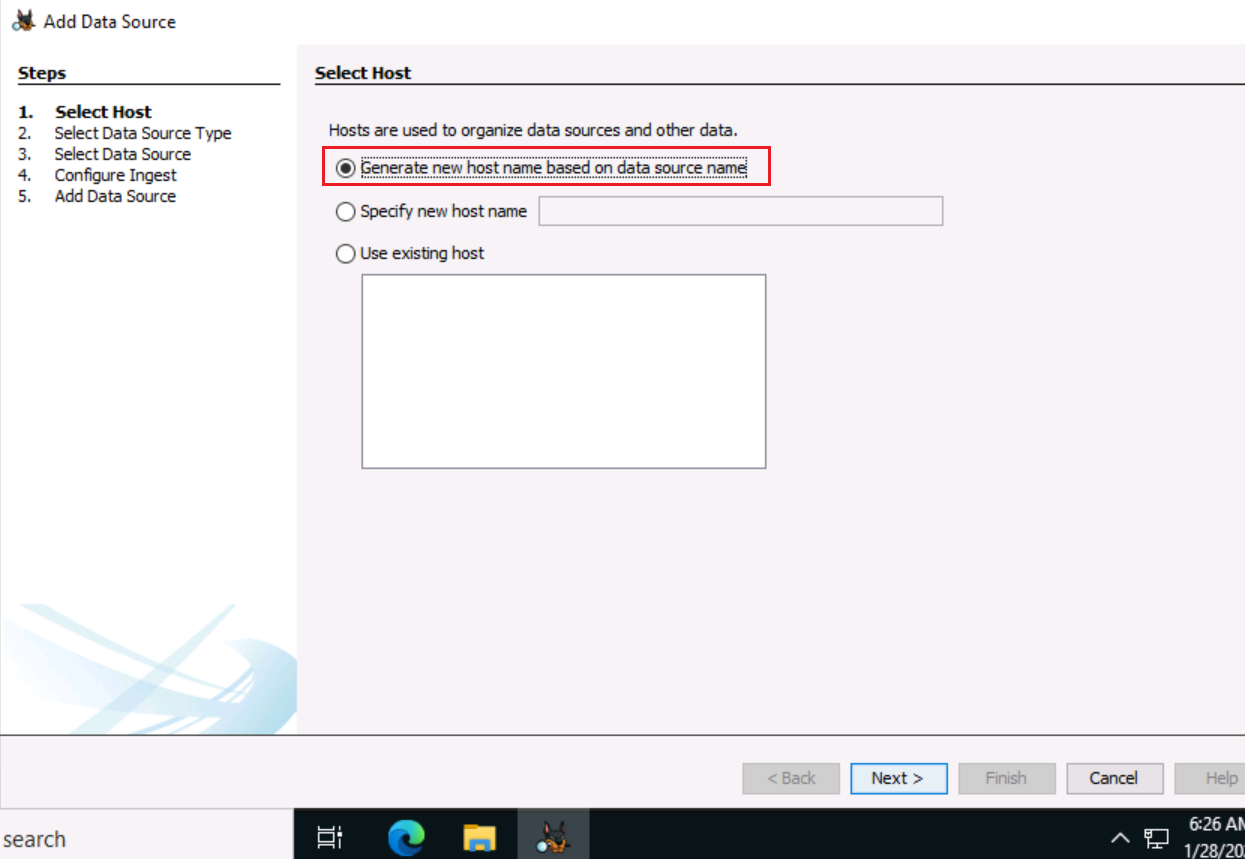 Add Data Source
Steps
1. Select Host
2. Select Data Source Type
3. Select Data Source
4. Configure Ingest
5. Add Data Source
Select Host
Hosts are used to organize data sources and other data.
Generate new host name based on data source name
Specify new host name
Use existing host
< Back Next > Finish Cancel Help
search
6:26 AM
1/28/20